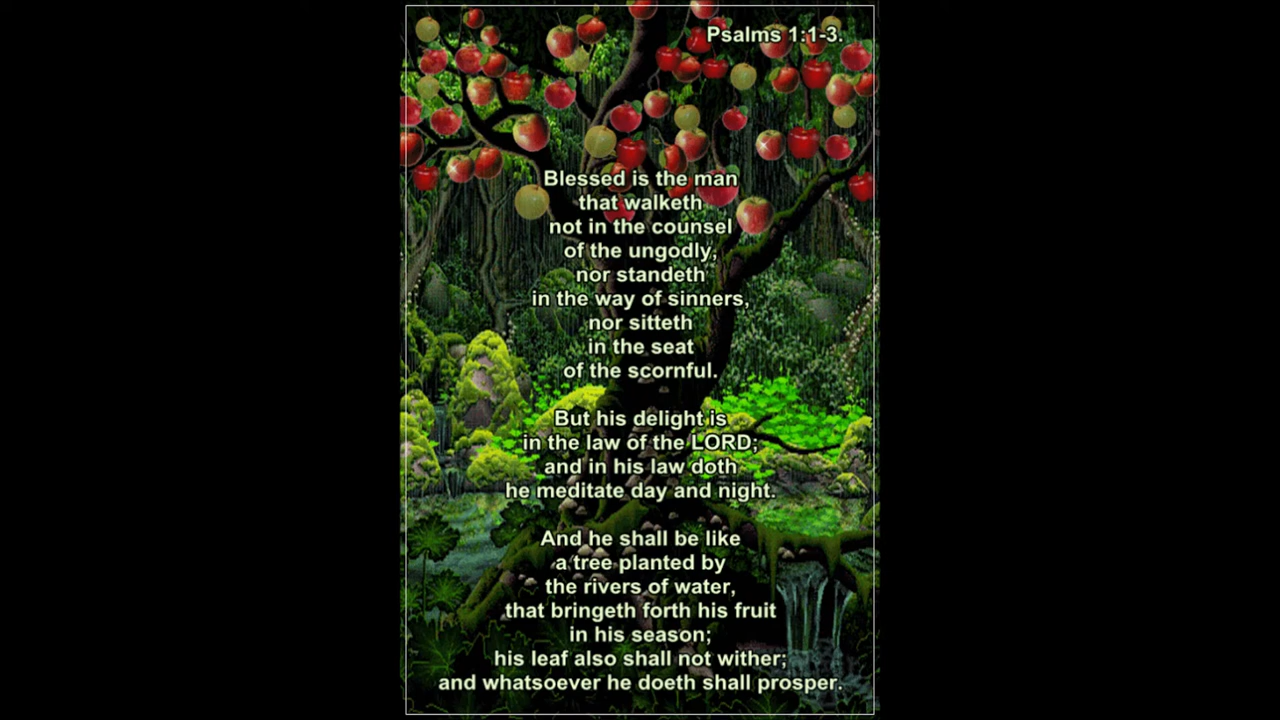 Psalms 1:1-3.
Blessed is the man
that walketh
not in the counsel
of the ungodly,
nor standeth
in the way of sinners,
nor sitteth
in the seat
of the scornful.
But his delight is
in the law of the LORD;
and in his law doth
he meditate day and night.
And he shall be like
a tree planted by
the rivers of water,
that bringeth forth his fruit
in his season;
his leaf also shall not wither;
and whatsoever he doeth shall prosper.